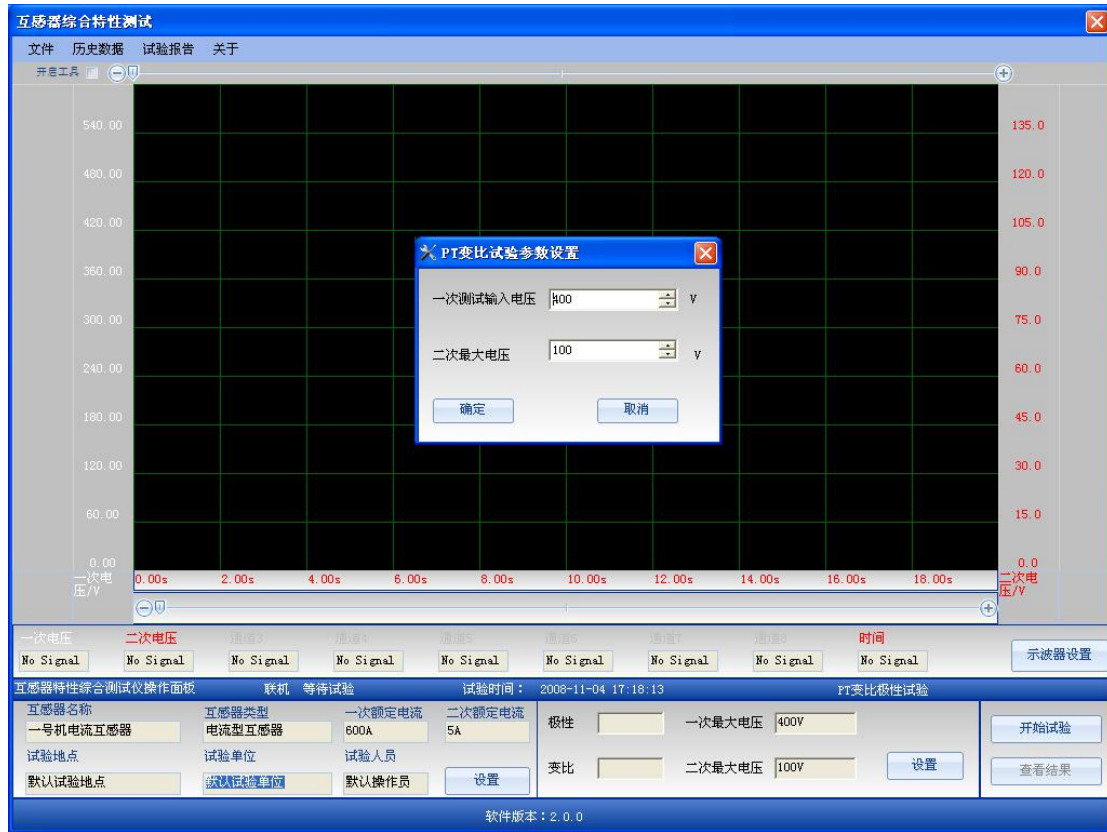 互感器综合特性测试
文件 历史数据 试验报告 关于
开启工具
540.00 135.0
480.00 120.0
420.00 105.0
PT变比试验参数设置
360.00 90.0
一次测试输入电压 400 V
300.00 75.0
二次最大电压 100 V
240.00 60.0
确定 取消
180.00 45.0
120.00 30.0
60.00 15.0
0.00 0.0
一次电 0.00s 2.00s 4.00s 6.00s 8.00s 10.00s 12.00s 14.00s 16.00s 18.00s 二次电
压/V 压/V
一次电压 二次电压 通道3 通道4 通道5 通道6 通道7 通道8 时间
No Signal No Signal No Signal No Signal No Signal No Signal No Signal No Signal No Signal 示波器设置
互感器特性综合测试仪操作面板 联机 等待试验 试验时间： 2008-11-04 17:18:13 PT变比极性试验
互感器名称 互感器类型 一次额定电流 二次额定电流
一号机电流互感器 电流型互感器 600A 5A 极性 一次最大电压 400V 开始试验
试验地点 试验单位 试验人员
默认试验地点 默认试验单位 默认操作员 设置 变比 二次最大电压 100V 设置 查看结果
软件版本：2.0.0